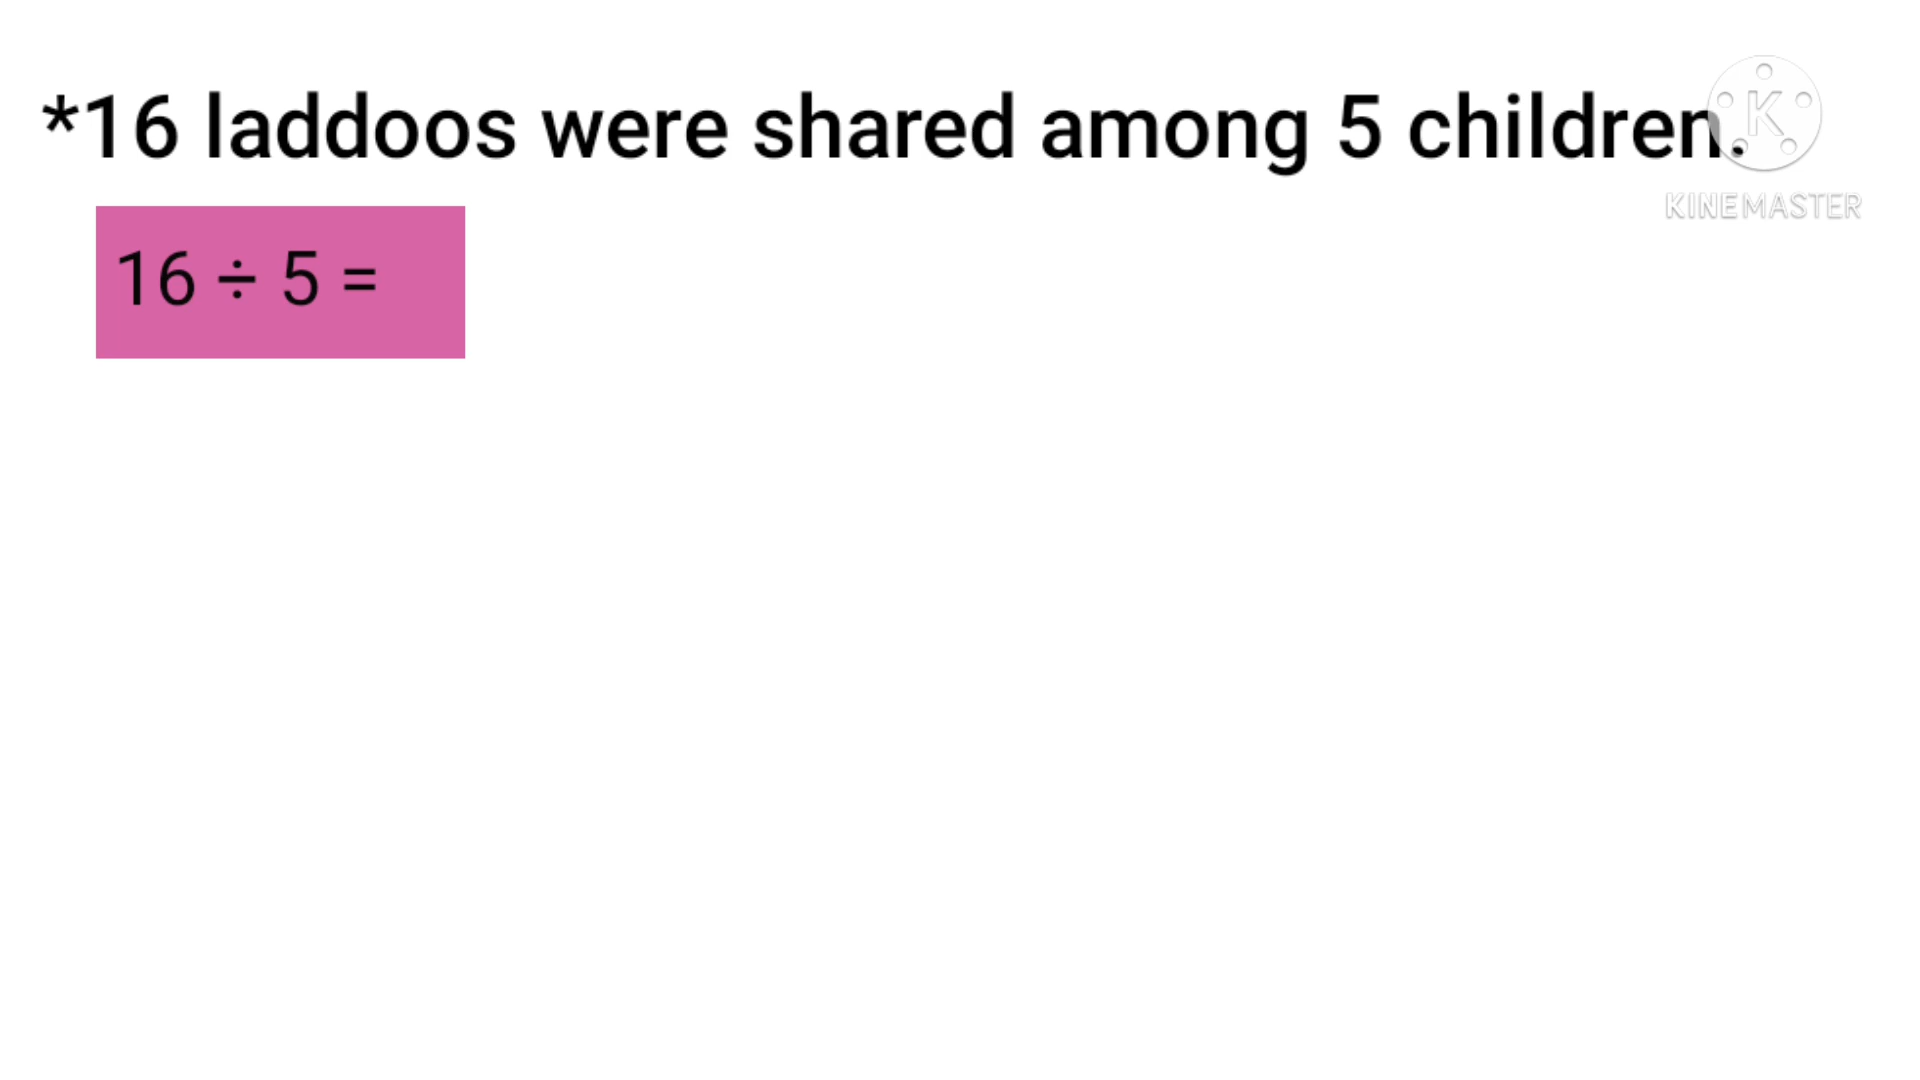 *16 laddoos were shared among 5 children.
K
KINEMASTER
16 ÷ 5 =